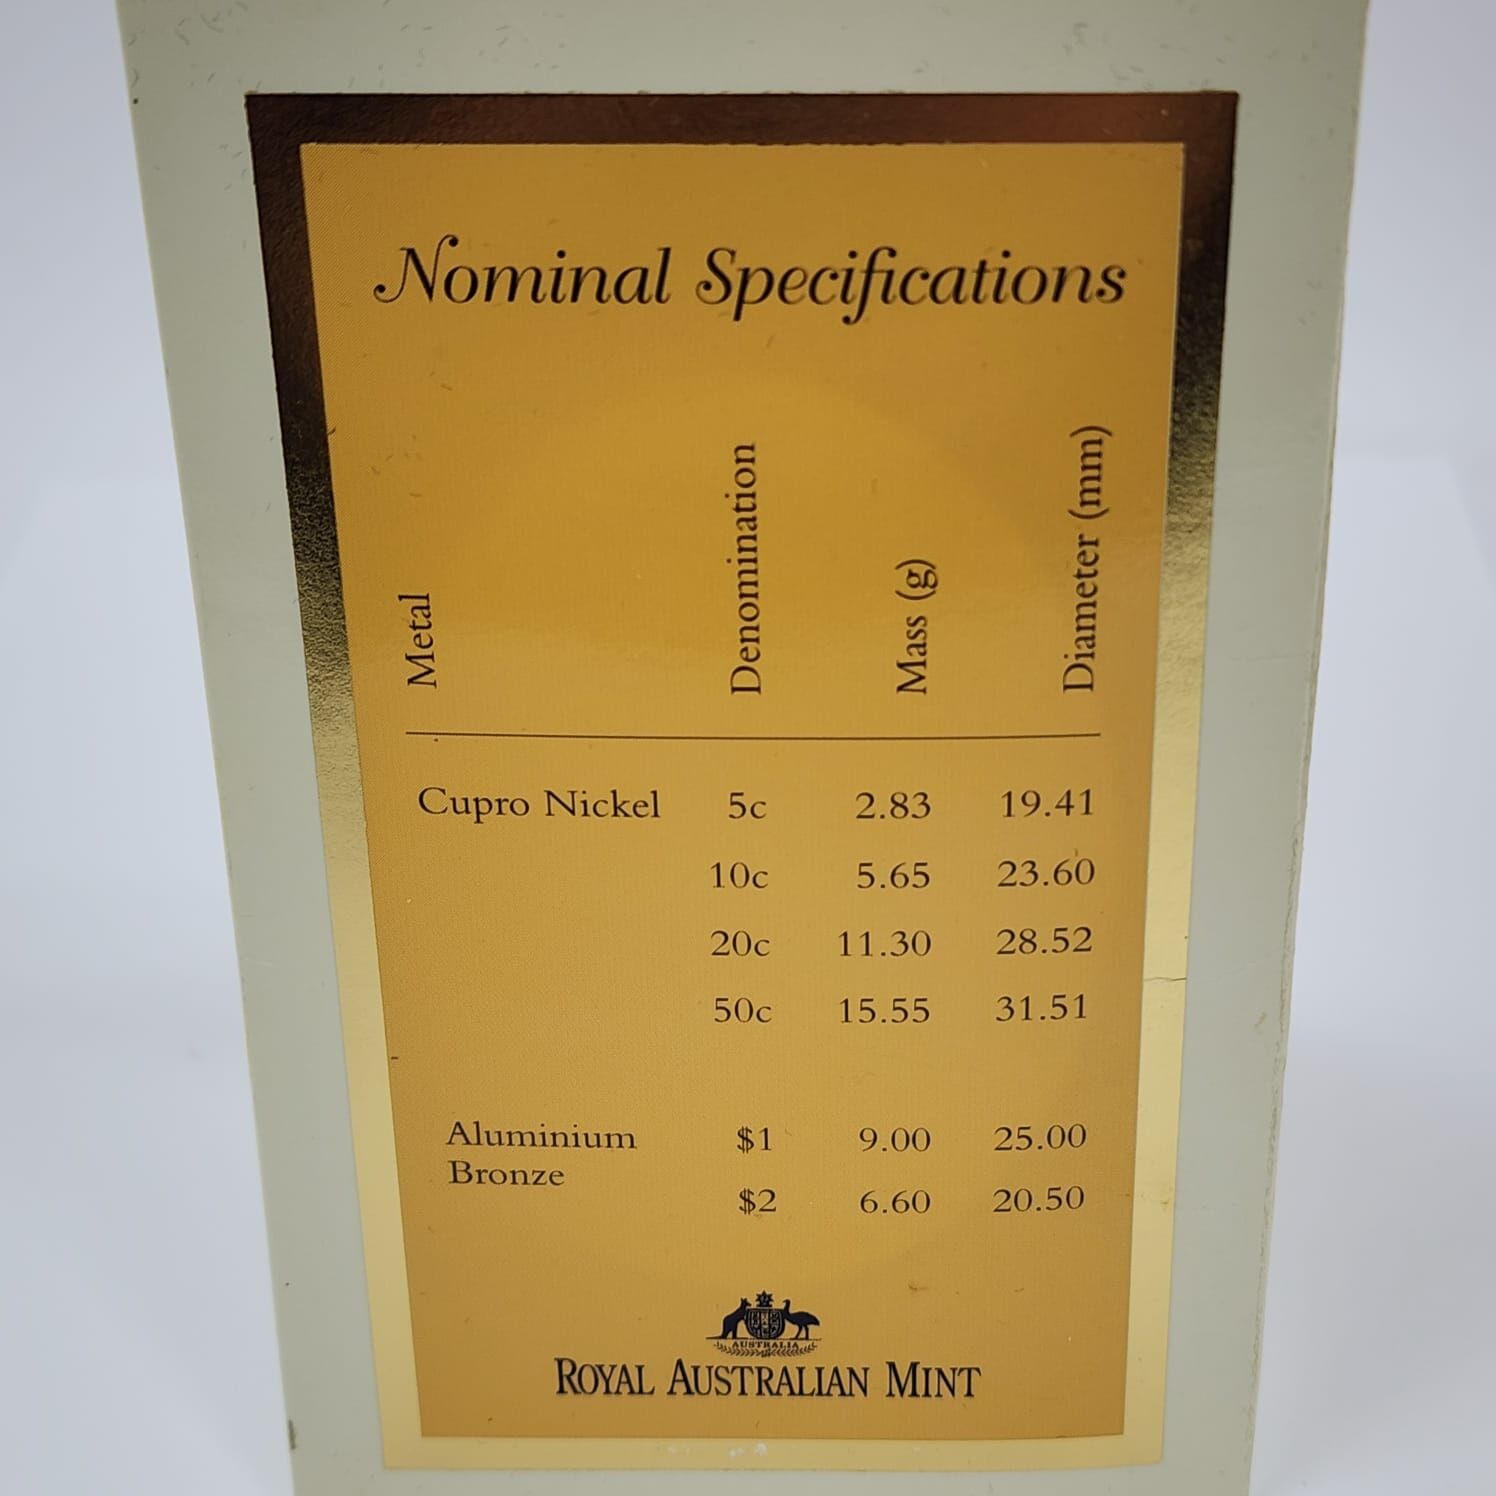 Nominal Specifications
Metal Denomination Mass (g) Diameter (mm)
Cupro Nickel 5c 2.83 19.41
10c 5.65 23.60
20c 11.30 28.52
50c 15.55 31.51
Aluminium
Bronze
$1 9.00 25.00
$2 6.60 20.50
AUSTRALIA
ROYAL AUSTRALIAN MINT